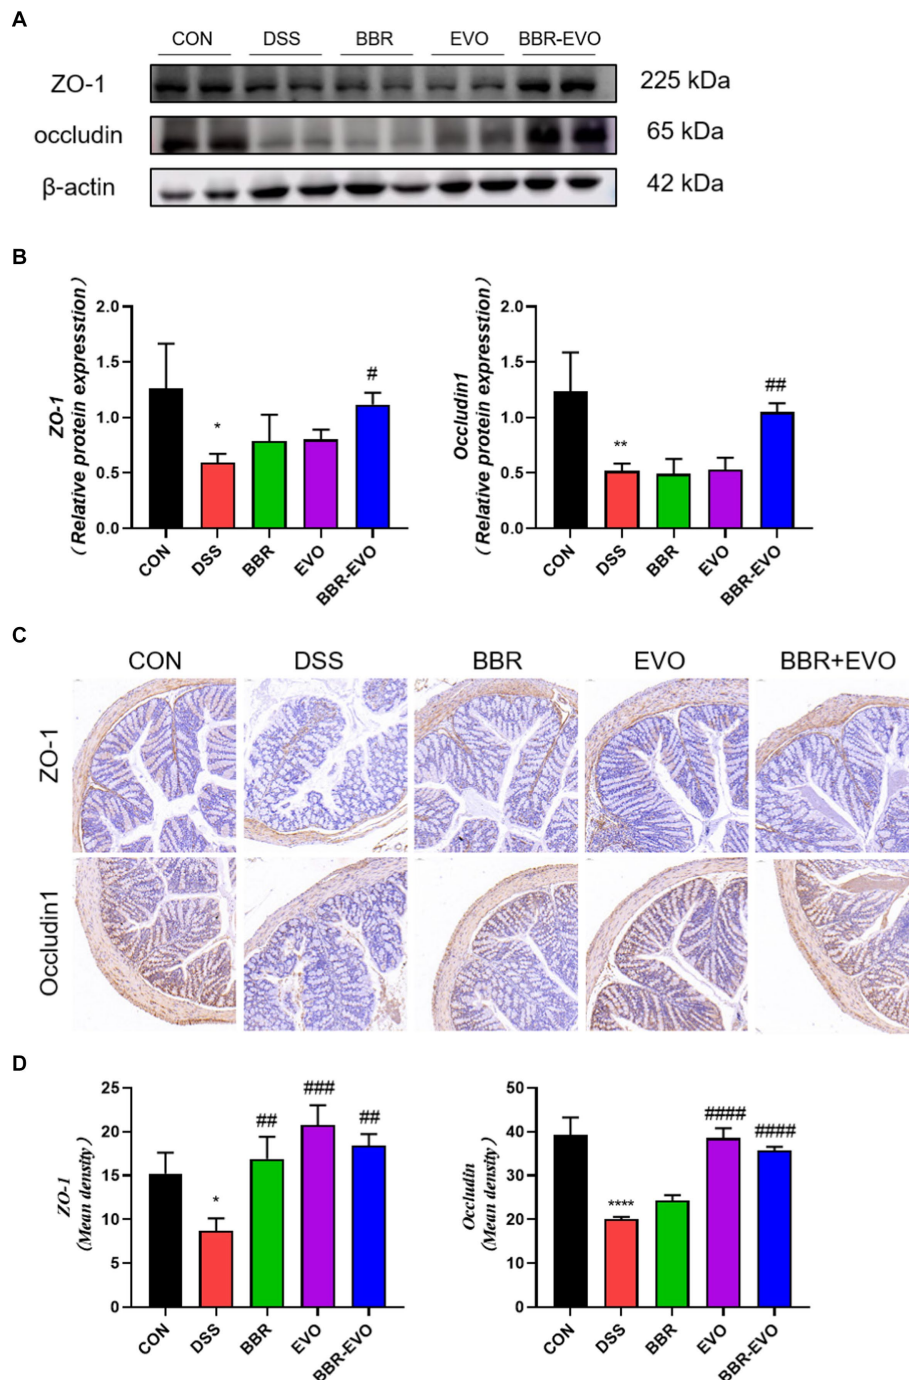 A
CON DSS BBR EVO BBR-EVO
ZO-1 225 kDa
occludin 65 kDa
β-actin 42 kDa
B
ZO-1
(Relative protein expresstion)
2.0
1.5
1.0
0.5
0.0
* #
CON DSS BBR EVO BBR-EVO
Occludin1
(Relative protein expresstion)
2.0
1.5
1.0
0.5
0.0
** ##
CON DSS BBR EVO BBR-EVO
C
CON DSS BBR EVO BBR+EVO
ZO-1
Occludin1
D
ZO-1
(Mean density)
25
20
15
10
5
0
* ## ### ##
CON DSS BBR EVO BBR-EVO
Occludin
(Mean density)
50
40
30
20
10
0
**** #### ####
CON DSS BBR EVO BBR-EVO